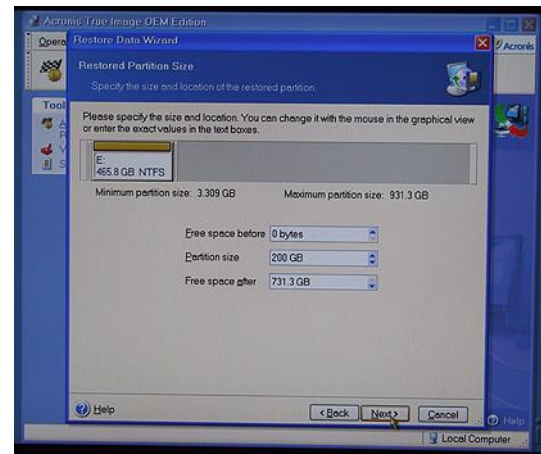 Acronis True Image OEM Edition
Opera
Acronis
Restore Data Wizard
Restored Partition Size
Specify the size and location of the restored partition.
Tool
A
P
V
S
Please specify the size and location. You can change it with the mouse in the graphical view
or enter the exact values in the text boxes.
E:
465.8 GB NTFS
Minimum partition size: 3.309 GB Maximum partition size: 931.3 GB
Free space before 0 bytes
Partition size 200 GB
Free space after 731.3 GB
Help < Back Next > Cancel
Help
Local Computer